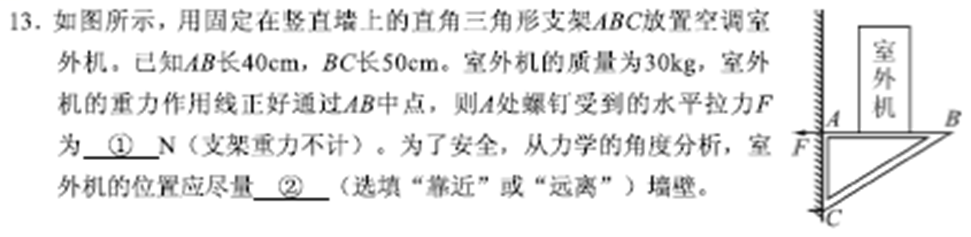 13. 如图所示，用固定在竖直墙上的直角三角形支架ABC放置空调室
外机。已知AB长40cm，BC长50cm。室外机的质量为30kg，室外
机的重力作用线正好通过AB中点，则A处螺钉受到的水平拉力F
为 ① N（支架重力不计）。为了安全，从力学的角度分析，室
外机的位置应尽量 ② （选填“靠近”或“远离”）墙壁。
室
外
机
A
B
F
C